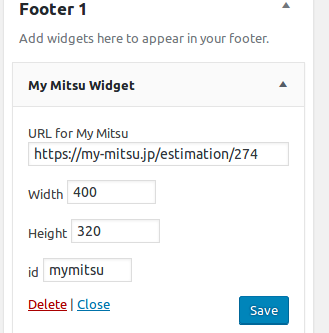 Footer 1
Add widgets here to appear in your footer.
My Mitsu Widget
URL for My Mitsu
https://my-mitsu.jp/estimation/274
Width 400
Height 320
id mymitsu
Delete | Close Save